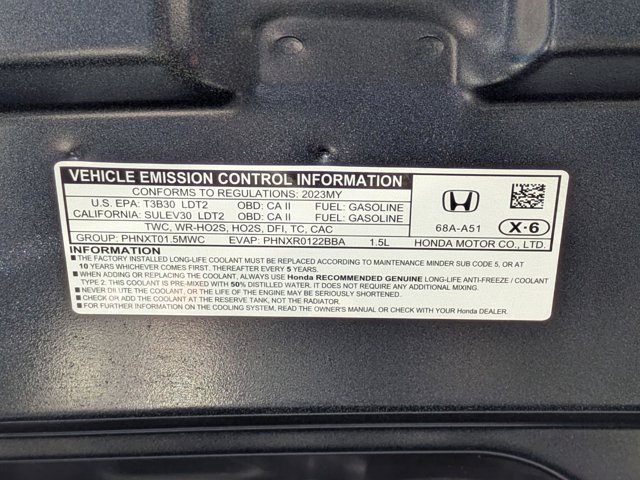 VEHICLE EMISSION CONTROL INFORMATION
CONFORMS TO REGULATIONS: 2023MY
U.S. EPA: T3B30 LDT2 OBD: CA II FUEL: GASOLINE
CALIFORNIA: SULEV30 LDT2 OBD: CA II FUEL: GASOLINE
TWC, WR-HO2S, HO2S, DFI, TC, CAC
GROUP: PHNXT01.5MWC EVAP: PHNXR0122BBA 1.5L
68A-A51 X-6
HONDA MOTOR CO., LTD.
INFORMATION
■ THE FACTORY INSTALLED LONG-LIFE COOLANT MUST BE REPLACED ACCORDING TO MAINTENANCE MINDER SUB CODE 5, OR AT
10 YEARS WHICHEVER COMES FIRST. THEREAFTER EVERY 5 YEARS.
■ WHEN ADDING OR REPLACING THE COOLANT, ALWAYS USE Honda RECOMMENDED GENUINE LONG-LIFE ANTI-FREEZE / COOLANT
TYPE 2. THIS COOLANT IS PRE-MIXED WITH 50% DISTILLED WATER. IT DOES NOT REQUIRE ANY ADDITIONAL MIXING.
■ NEVER DILUTE THE COOLANT, OR THE LIFE OF THE ENGINE MAY BE SERIOUSLY SHORTENED.
■ CHECK OR ADD COOLANT AT THE RESERVE TANK, NOT THE RADIATOR.
■ FOR FURTHER INFORMATION ON THE COOLING SYSTEM, READ THE OWNER'S MANUAL OR CHECK WITH YOUR Honda DEALER.